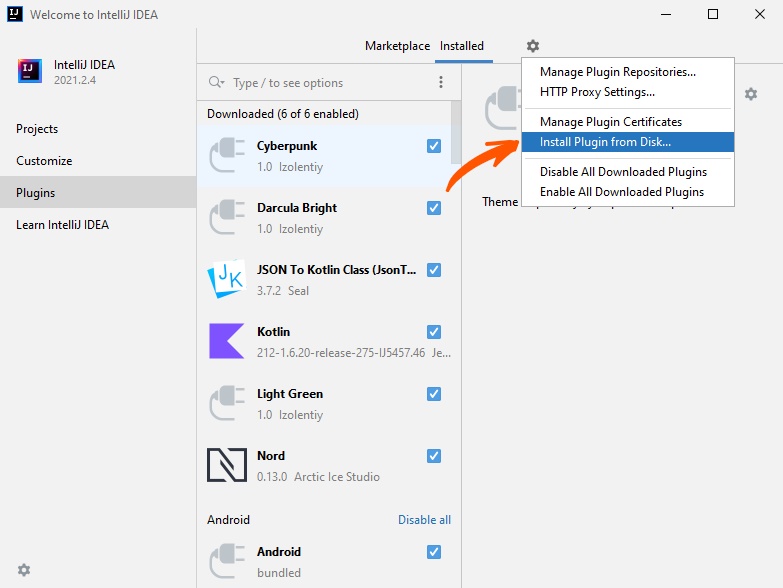 Welcome to IntelliJ IDEA
IntelliJ IDEA
2021.2.4
Projects
Customize
Plugins
Learn IntelliJ IDEA
Marketplace
Installed
Type / to see options
Downloaded (6 of 6 enabled)
Cyberpunk
1.0 Izolentiy
Darcula Bright
1.0 Izolentiy
JSON To Kotlin Class (JsonT...
3.7.2 Seal
Kotlin
212-1.6.20-release-275-IJ5457.46 Je...
Light Green
1.0 Izolentiy
Nord
0.13.0 Arctic Ice Studio
Android
Disable all
Android
bundled
Manage Plugin Repositories...
HTTP Proxy Settings...
Manage Plugin Certificates
Install Plugin from Disk...
Disable All Downloaded Plugins
Enable All Downloaded Plugins
Theme